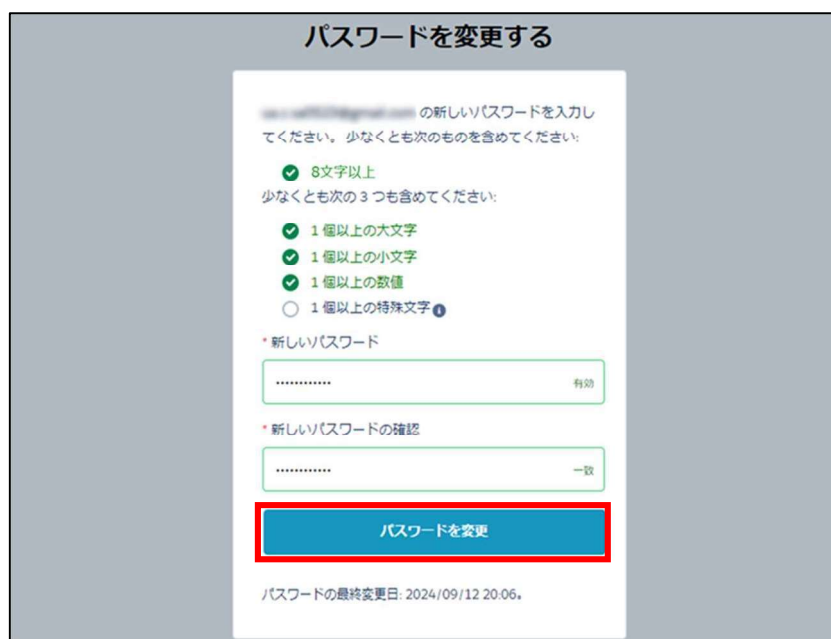 パスワードを変更する
の新しいパスワードを入力し
てください。少なくとも次のものを含めてください:
8文字以上
少なくとも次の 3 つも含めてください:
1 個以上の大文字
1 個以上の小文字
1 個以上の数値
1 個以上の特殊文字
* 新しいパスワード
............ 有効
* 新しいパスワードの確認
............ 一致
パスワードを変更
パスワードの最終変更日: 2024/09/12 20:06。